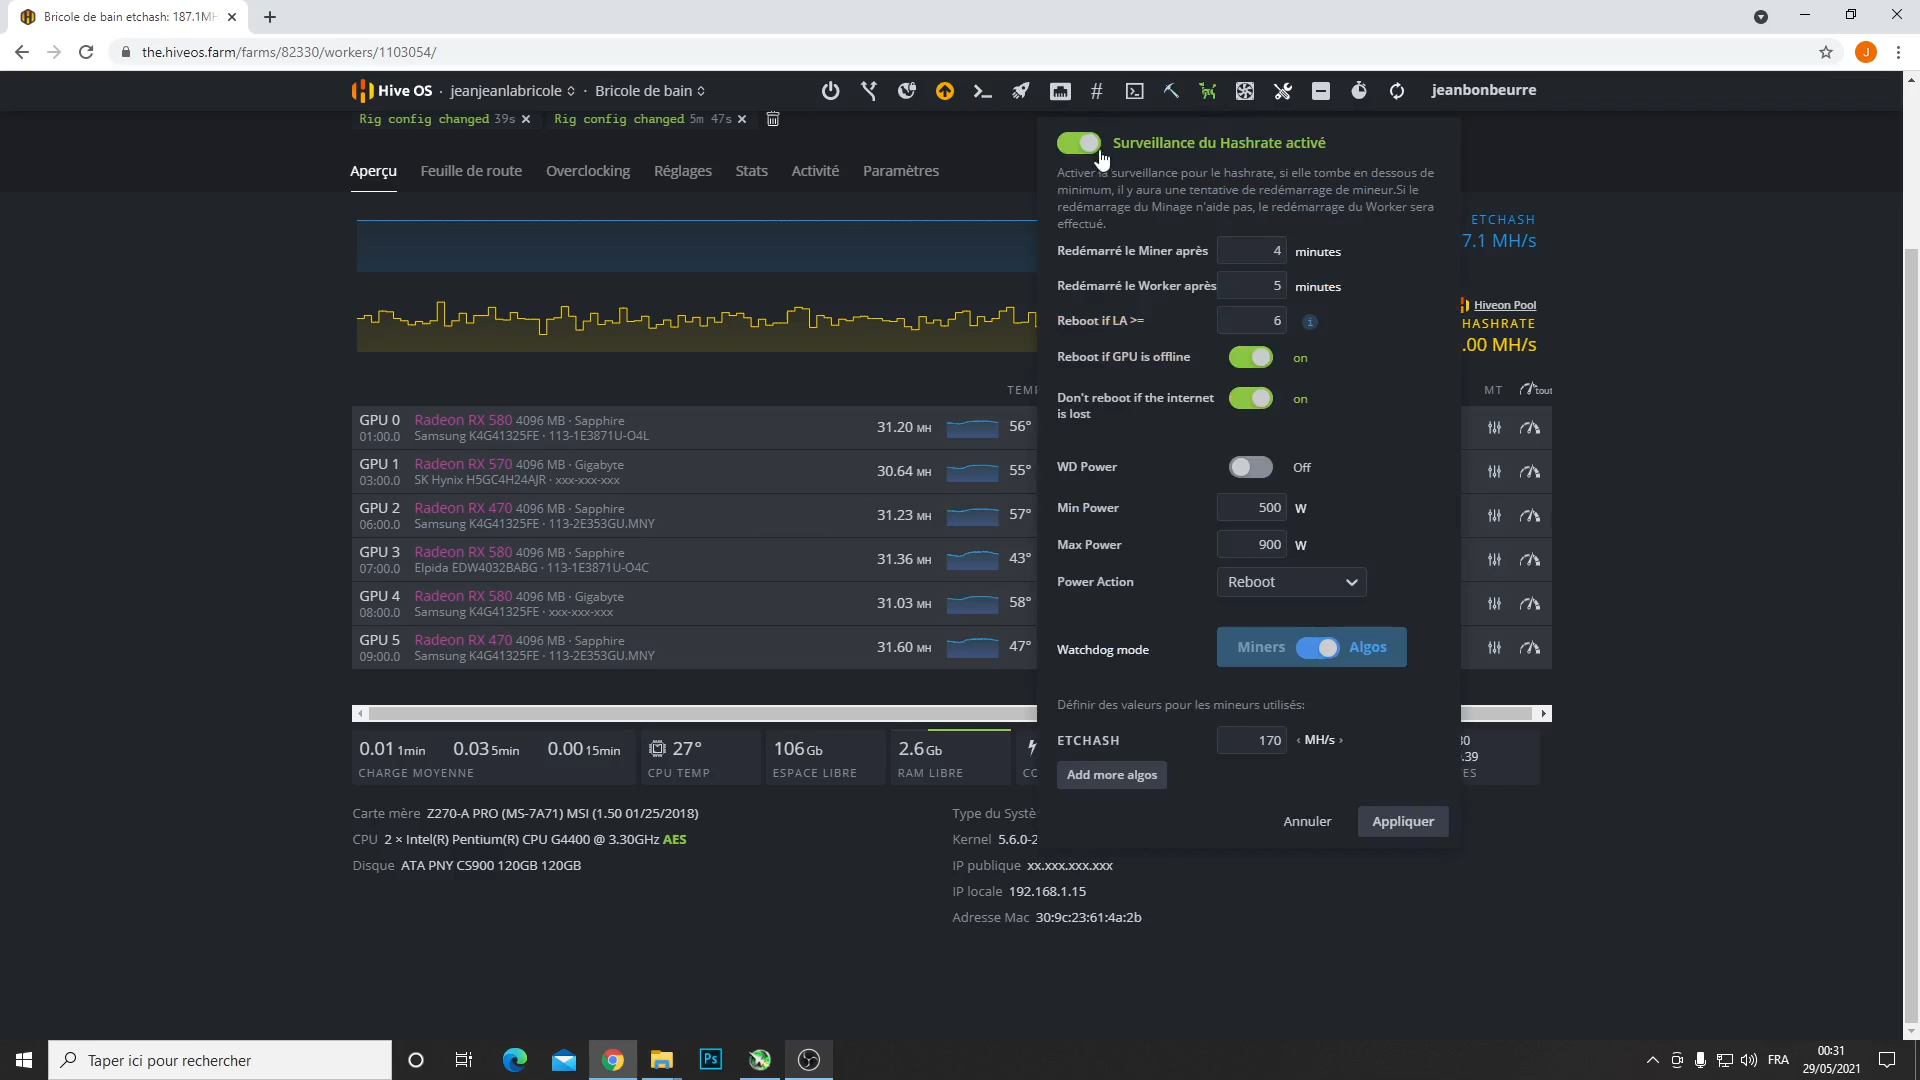 Bricole de bain etchash: 187.1MH
the.hiveos.farm/farms/82330/workers/1103054/
J
Hive OS · jeanjeanlabricole · Bricole de bain
jeanbonbeurre
Rig config changed 39s
Rig config changed 5m 47s
Aperçu Feuille de route Overclocking Réglages Stats Activité Paramètres
Surveillance du Hashrate activé
Activer la surveillance pour le hashrate, si elle tombe en dessous de
minimum, il y aura une tentative de redémarrage de mineur.Si le
redémarrage du Minage n'aide pas, le redémarrage du Worker sera
effectué.
Redémarré le Miner après 4 minutes
Redémarré le Worker après 5 minutes
Reboot if LA >= 6 i
Reboot if GPU is offline on
Don't reboot if the internet
is lost
on
WD Power Off
Min Power 500 W
Max Power 900 W
Power Action Reboot
Watchdog mode Miners Algos
Définir des valeurs pour les mineurs utilisés:
ETCHASH 170 ‹ MH/s ›
Add more algos
Annuler Appliquer
ETCHASH
7.1 MH/s
Hiveon Pool
HASHRATE
.00 MH/s
TEM
MT tout
GPU 0 Radeon RX 580 4096 MB · Sapphire
01:00.0 Samsung K4G41325FE · 113-1E3871U-O4L
31.20 MH 56°
GPU 1 Radeon RX 570 4096 MB · Gigabyte
03:00.0 SK Hynix H5GC4H24AJR · xxx-xxx-xxx
30.64 MH 55°
GPU 2 Radeon RX 470 4096 MB · Sapphire
06:00.0 Samsung K4G41325FE · 113-2E353GU.MNY
31.23 MH 57°
GPU 3 Radeon RX 580 4096 MB · Sapphire
07:00.0 Elpida EDW4032BABG · 113-1E3871U-O4C
31.36 MH 43°
GPU 4 Radeon RX 580 4096 MB · Gigabyte
08:00.0 Samsung K4G41325FE · xxx-xxx-xxx
31.03 MH 58°
GPU 5 Radeon RX 470 4096 MB · Sapphire
09:00.0 Samsung K4G41325FE · 113-2E353GU.MNY
31.60 MH 47°
0.01 1min 0.03 5min 0.00 15min
CHARGE MOYENNE
27°
CPU TEMP
106 Gb
ESPACE LIBRE
2.6 Gb
RAM LIBRE
CO
.39
ES
Carte mère Z270-A PRO (MS-7A71) MSI (1.50 01/25/2018)
CPU 2 × Intel(R) Pentium(R) CPU G4400 @ 3.30GHz AES
Disque ATA PNY CS900 120GB 120GB
Type du Systè
Kernel 5.6.0-2
IP publique xx.xxx.xxx.xxx
IP locale 192.168.1.15
Adresse Mac 30:9c:23:61:4a:2b
Taper ici pour rechercher
Ps
FRA
00:31
29/05/2021